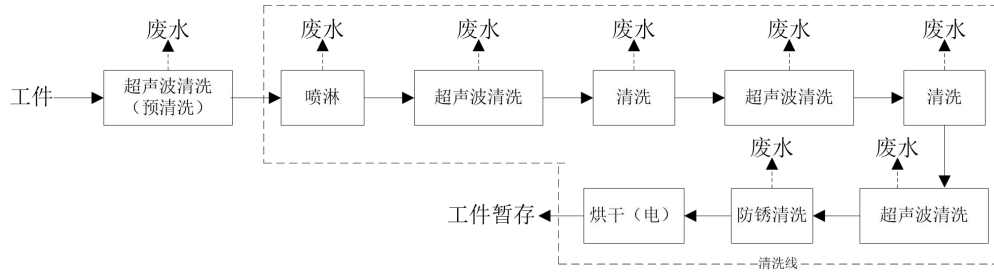 废水
废水
废水
废水
废水
废水
工件
超声波清洗
（预清洗）
喷淋
超声波清洗
清洗
超声波清洗
清洗
废水
废水
工件暂存
烘干（电）
防锈清洗
超声波清洗
清洗线